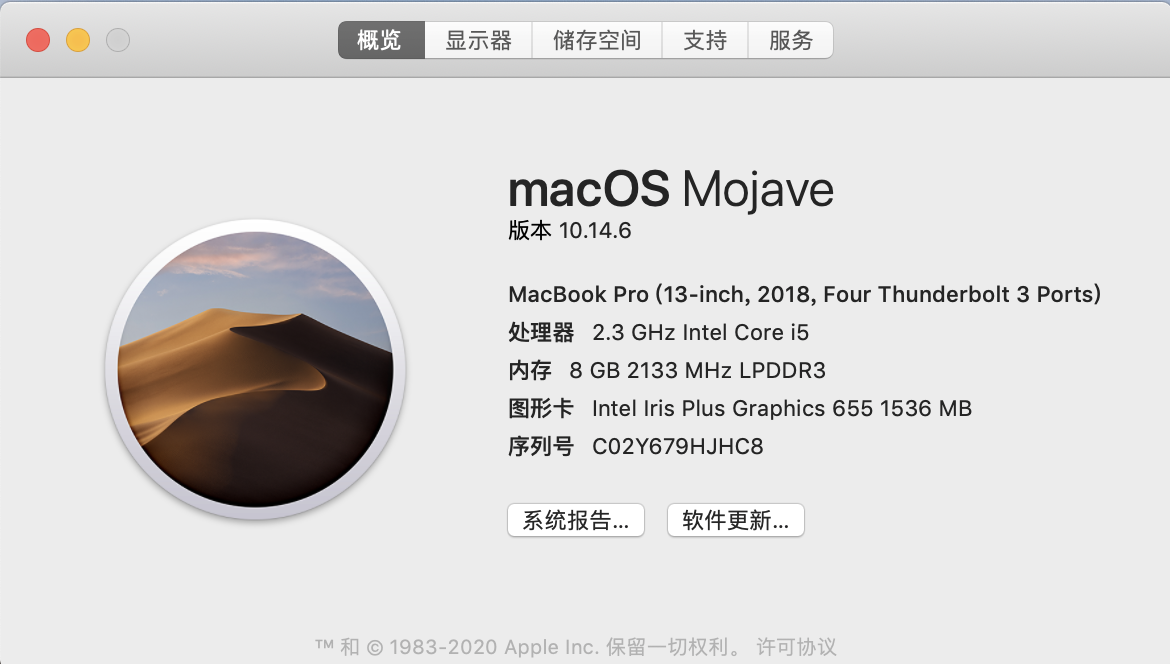 概览 显示器 储存空间 支持 服务
macOS Mojave
版本 10.14.6
MacBook Pro (13-inch, 2018, Four Thunderbolt 3 Ports)
处理器 2.3 GHz Intel Core i5
内存 8 GB 2133 MHz LPDDR3
图形卡 Intel Iris Plus Graphics 655 1536 MB
序列号 C02Y679HJHC8
系统报告... 软件更新...
™ 和 © 1983-2020 Apple Inc. 保留一切权利。 许可协议